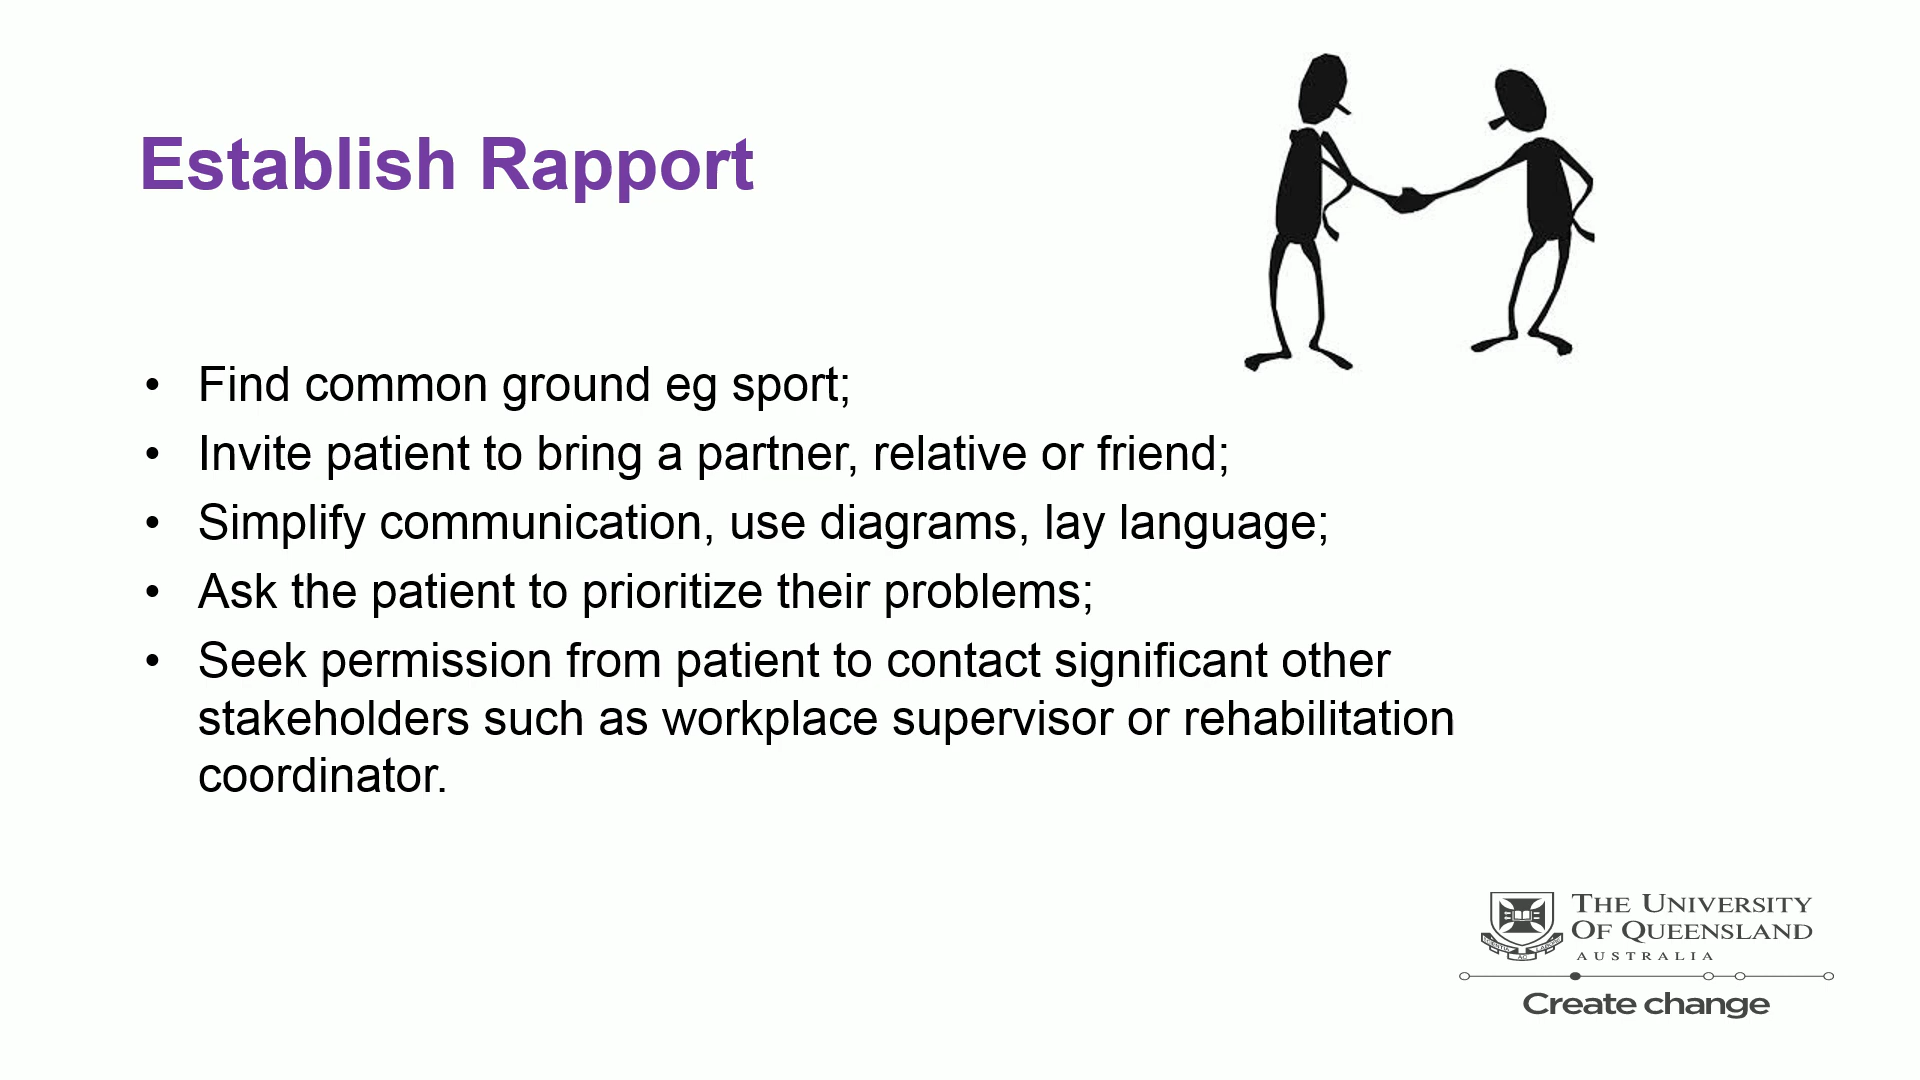 Establish Rapport
• Find common ground eg sport;
• Invite patient to bring a partner, relative or friend;
• Simplify communication, use diagrams, lay language;
• Ask the patient to prioritize their problems;
• Seek permission from patient to contact significant other
stakeholders such as workplace supervisor or rehabilitation
coordinator.
THE UNIVERSITY
OF QUEENSLAND
AUSTRALIA
Create change